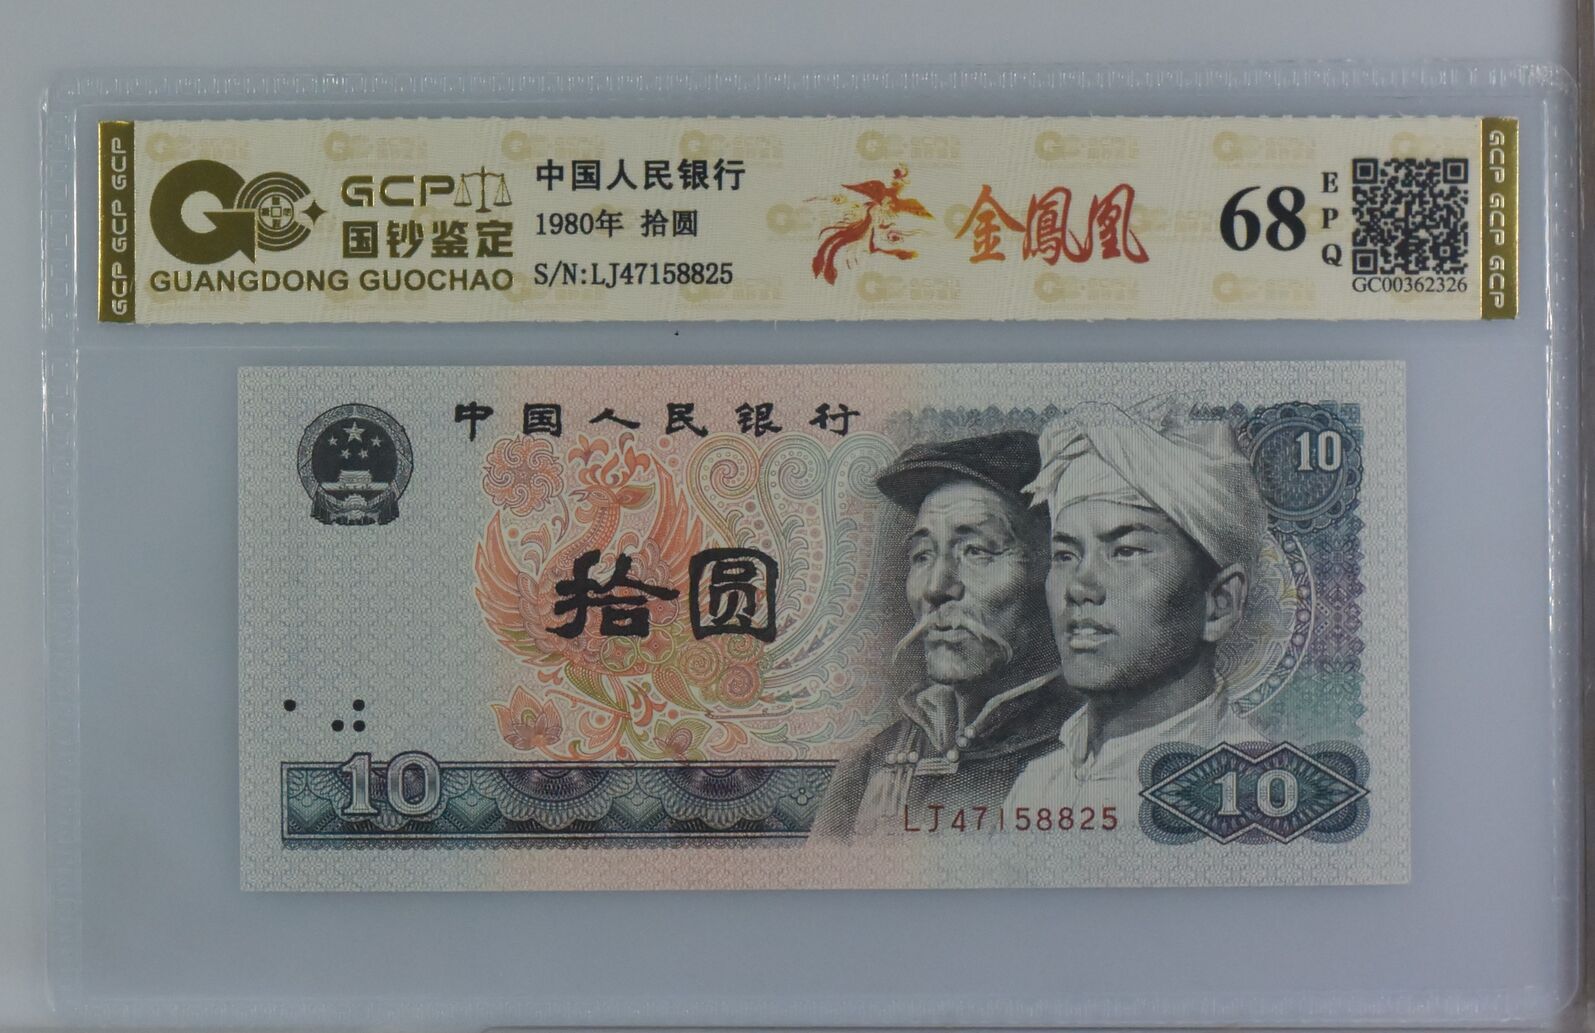 GCP GCP GCP
GCP
国钞鉴定
GUANGDONG GUOCHAO
中国人民银行
1980年 拾圆
S/N:LJ47158825
金鳳凰
68
EPQ
GC00362326
GCP GCP GCP
中国人民银行
10
拾圆
10
LJ47158825
10